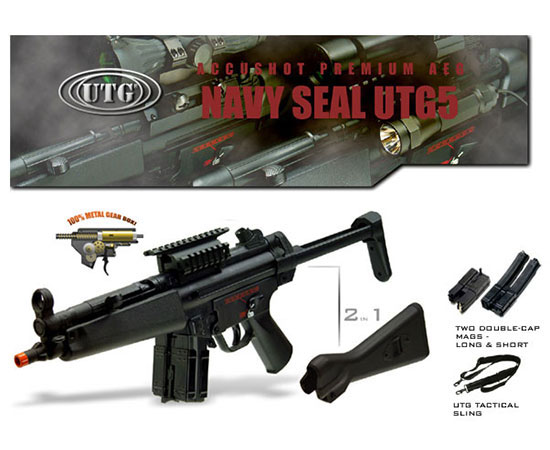 UTG
ACCUSHOT PREMIUM AEG
NAVY SEAL UTG5
100% METAL GEAR BOX!
2 IN 1
TWO DOUBLE-CAP
MAGS -
LONG & SHORT
UTG TACTICAL
SLING